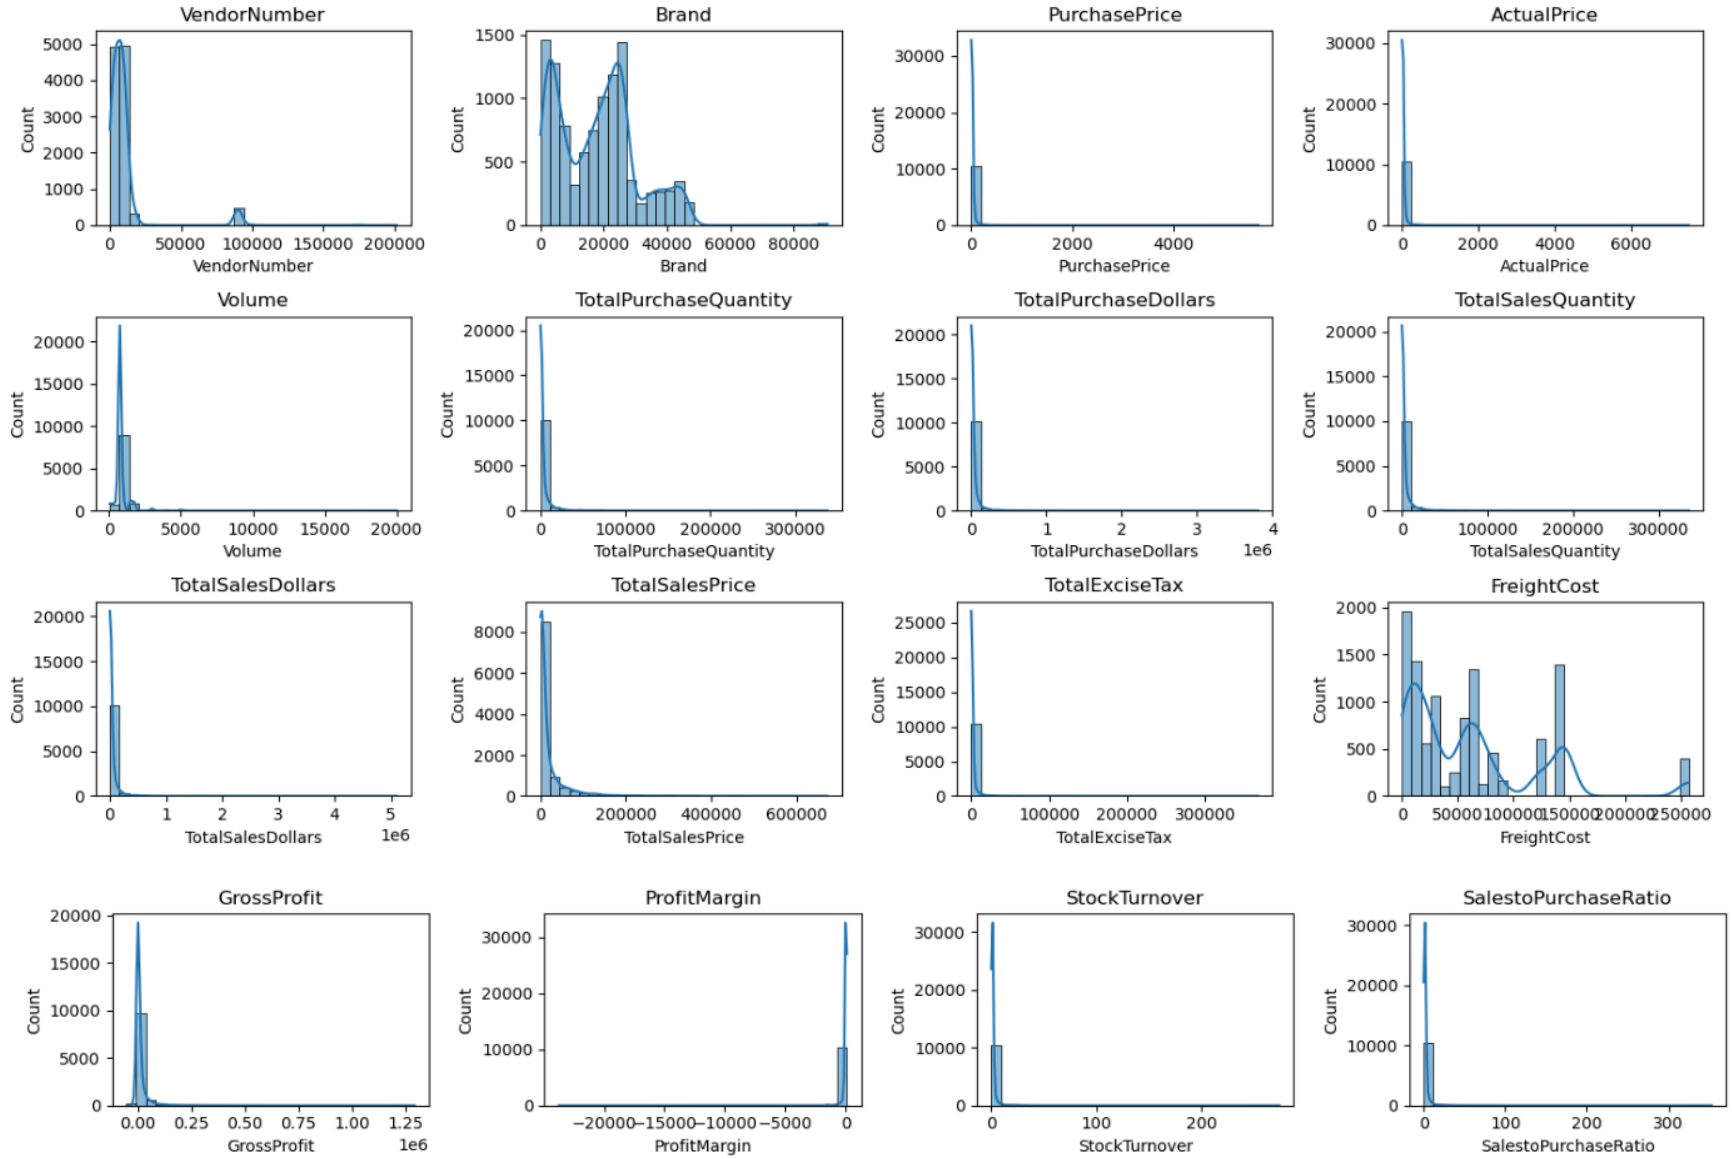 VendorNumber Brand PurchasePrice ActualPrice
5000 1500 30000 30000
4000 25000
3000 1000 20000 20000
2000 15000
1000 500 10000 10000
0 0 5000 0
0
Count Count Count Count
0 50000 100000 150000 200000 0 20000 40000 60000 80000 0 2000 4000 0 2000 4000 6000
VendorNumber Brand PurchasePrice ActualPrice
Volume TotalPurchaseQuantity TotalPurchaseDollars TotalSalesQuantity
20000 20000 20000 20000
15000 15000 15000 15000
10000 10000 10000 10000
5000 5000 5000 5000
0 0 0 0
Count Count Count Count
0 5000 10000 15000 20000 0 100000 200000 300000 0 1 2 3 4 0 100000 200000 300000
Volume TotalPurchaseQuantity TotalPurchaseDollars 1e6 TotalSalesQuantity
TotalSalesDollars TotalSalesPrice TotalExciseTax FreightCost
20000 8000 25000 2000
15000 6000 20000 1500
10000 4000 15000 1000
5000 2000 10000 500
0 0 5000 0
0
Count Count Count Count
0 1 2 3 4 5 0 200000 400000 600000 0 100000 200000 300000 0 50000 100000 150000 200000 250000
TotalSalesDollars 1e6 TotalSalesPrice TotalExciseTax FreightCost
GrossProfit ProfitMargin StockTurnover SalestoPurchaseRatio
20000 30000 30000 30000
15000 25000
10000 20000 20000 20000
5000 15000
0 10000 10000 10000
0 0 5000
0
Count Count Count Count
0.00 0.25 0.50 0.75 1.00 1.25 −20000 −15000 −10000 −5000 0 0 100 200 0 100 200 300
GrossProfit 1e6 ProfitMargin StockTurnover SalestoPurchaseRatio